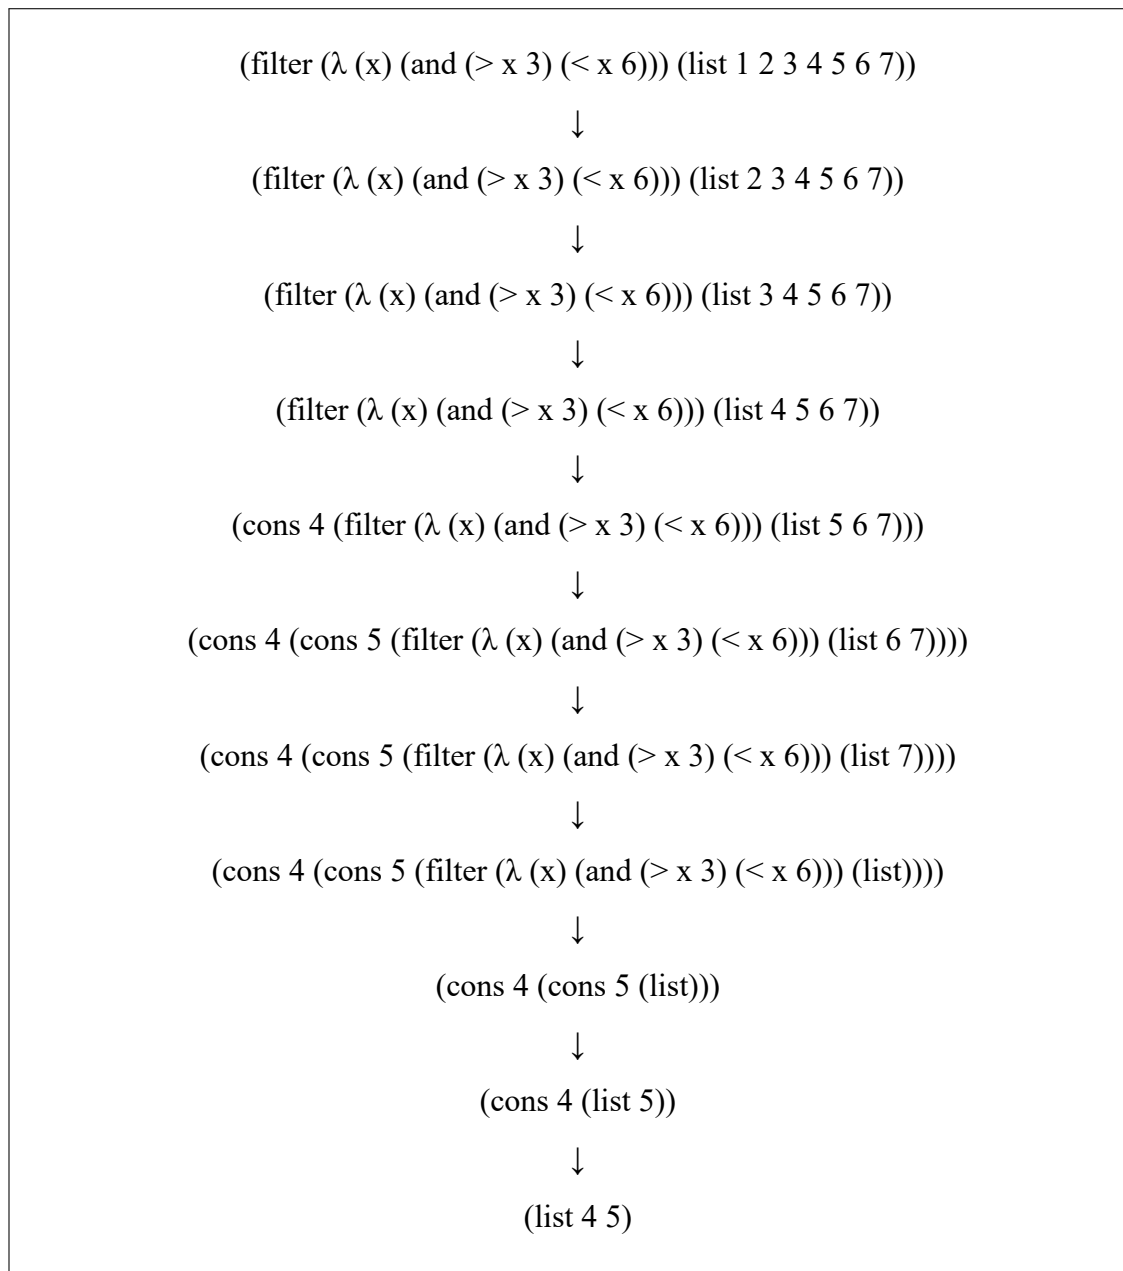 (filter (λ (x) (and (> x 3) (< x 6))) (list 1 2 3 4 5 6 7))
↓
(filter (λ (x) (and (> x 3) (< x 6))) (list 2 3 4 5 6 7))
↓
(filter (λ (x) (and (> x 3) (< x 6))) (list 3 4 5 6 7))
↓
(filter (λ (x) (and (> x 3) (< x 6))) (list 4 5 6 7))
↓
(cons 4 (filter (λ (x) (and (> x 3) (< x 6))) (list 5 6 7)))
↓
(cons 4 (cons 5 (filter (λ (x) (and (> x 3) (< x 6))) (list 6 7))))
↓
(cons 4 (cons 5 (filter (λ (x) (and (> x 3) (< x 6))) (list 7))))
↓
(cons 4 (cons 5 (filter (λ (x) (and (> x 3) (< x 6))) (list))))
↓
(cons 4 (cons 5 (list)))
↓
(cons 4 (list 5))
↓
(list 4 5)